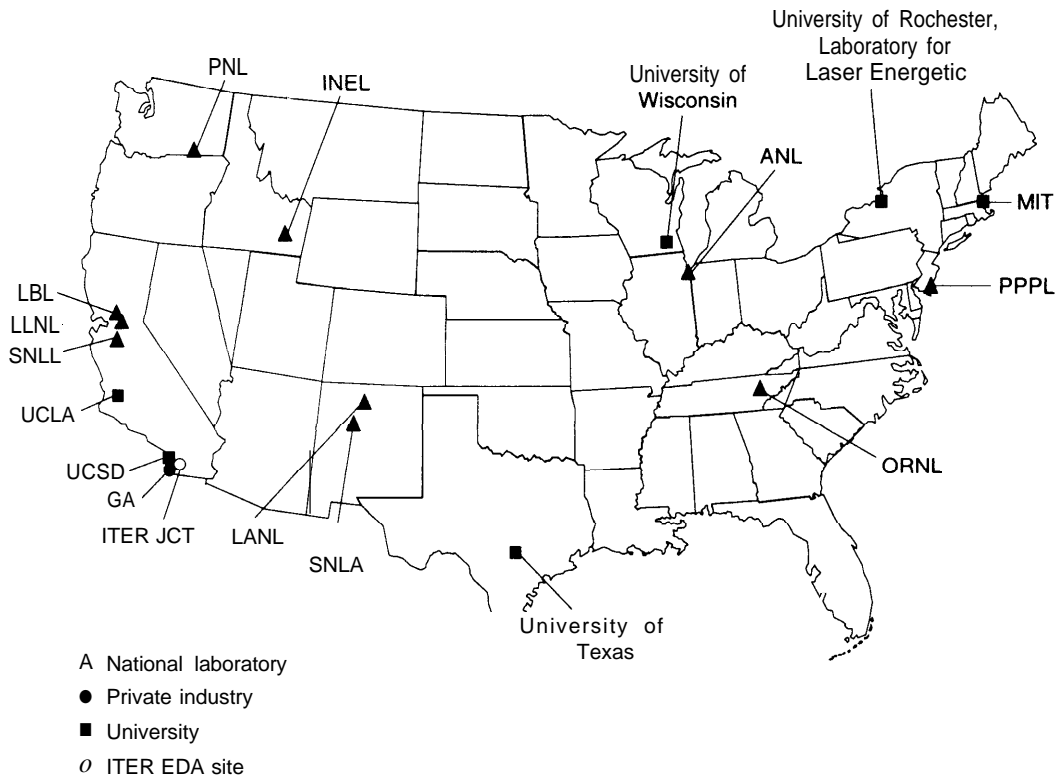 University of Rochester,
Laboratory for
Laser Energetic
PNL
INEL
University of
Wisconsin
ANL
MIT
LBL
LLNL
SNLL
PPPL
UCLA
ORNL
UCSD
GA
ITER JCT
LANL
SNLA
University of
Texas
A National laboratory
● Private industry
■ University
o ITER EDA site